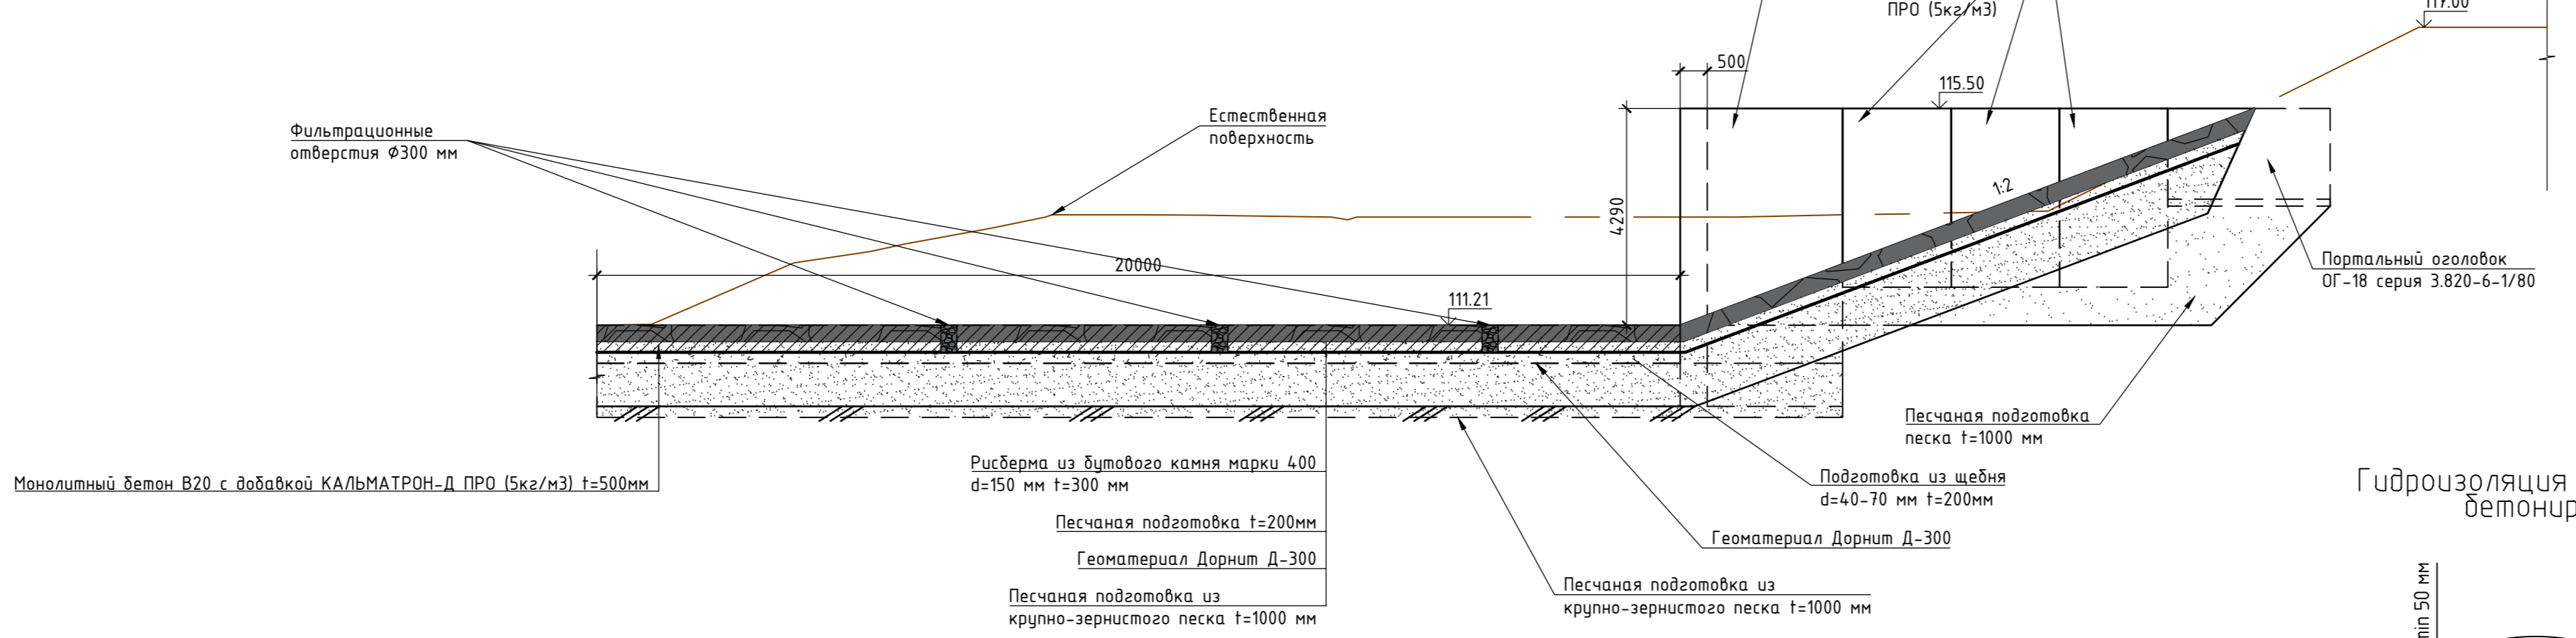 ПРО (5кг/м3)
117.00
500
115.50
Естественная
поверхность
Фильтрационные
отверстия Ф300 мм
4290
1:2
20000
111.21
Портальный оголовок
ОГ-18 серия 3.820-6-1/80
Песчаная подготовка
песка t=1000 мм
Рисберма из бутового камня марки 400
d=150 мм t=300 мм
Монолитный бетон В20 с добавкой КАЛЬМАТРОН-Д ПРО (5кг/м3) t=500мм
Подготовка из щебня
d=40-70 мм t=200мм
Гидроизоляция
бетонир
Песчаная подготовка t=200мм
Геоматериал Дорнит Д-300
Геоматериал Дорнит Д-300
Песчаная подготовка из
крупно-зернистого песка t=1000 мм
Песчаная подготовка из
крупно-зернистого песка t=1000 мм
min 50 мм